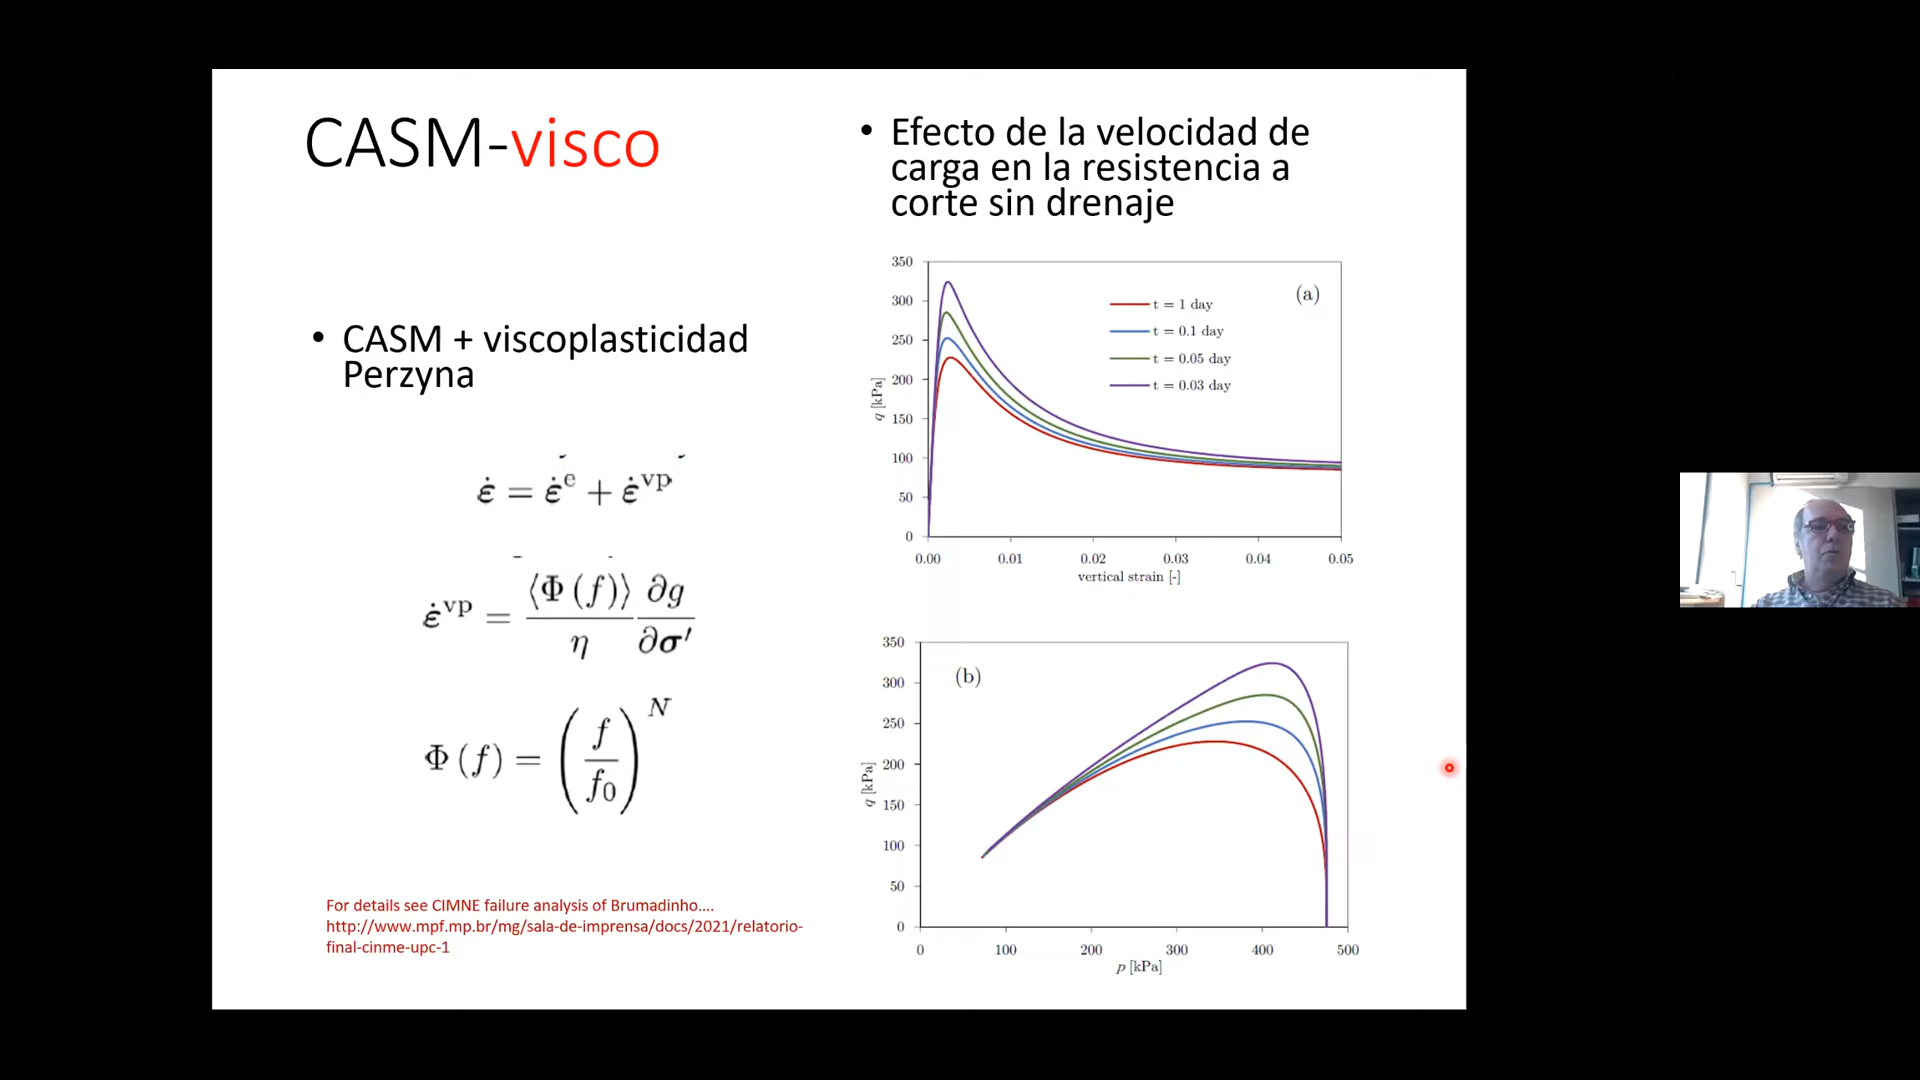 CASM-visco
• CASM + viscoplasticidad
Perzyna
ε̇ = ε̇ᵉ + ε̇ᵛᵖ
ε̇ᵛᵖ = ⟨Φ (f)⟩ / η ∂g / ∂σ′
Φ (f) = (f / f₀)ᴺ
For details see CIMNE failure analysis of Brumadinho....
http://www.mpf.mp.br/mg/sala-de-imprensa/docs/2021/relatorio-
final-cinme-upc-1
• Efecto de la velocidad de
carga en la resistencia a
corte sin drenaje
350
300
250
200
150
100
50
0
q [kPa]
(a)
t = 1 day
t = 0.1 day
t = 0.05 day
t = 0.03 day
0.00 0.01 0.02 0.03 0.04 0.05
vertical strain [-]
350
300
250
200
150
100
50
0
q [kPa]
(b)
0 100 200 300 400 500
p [kPa]